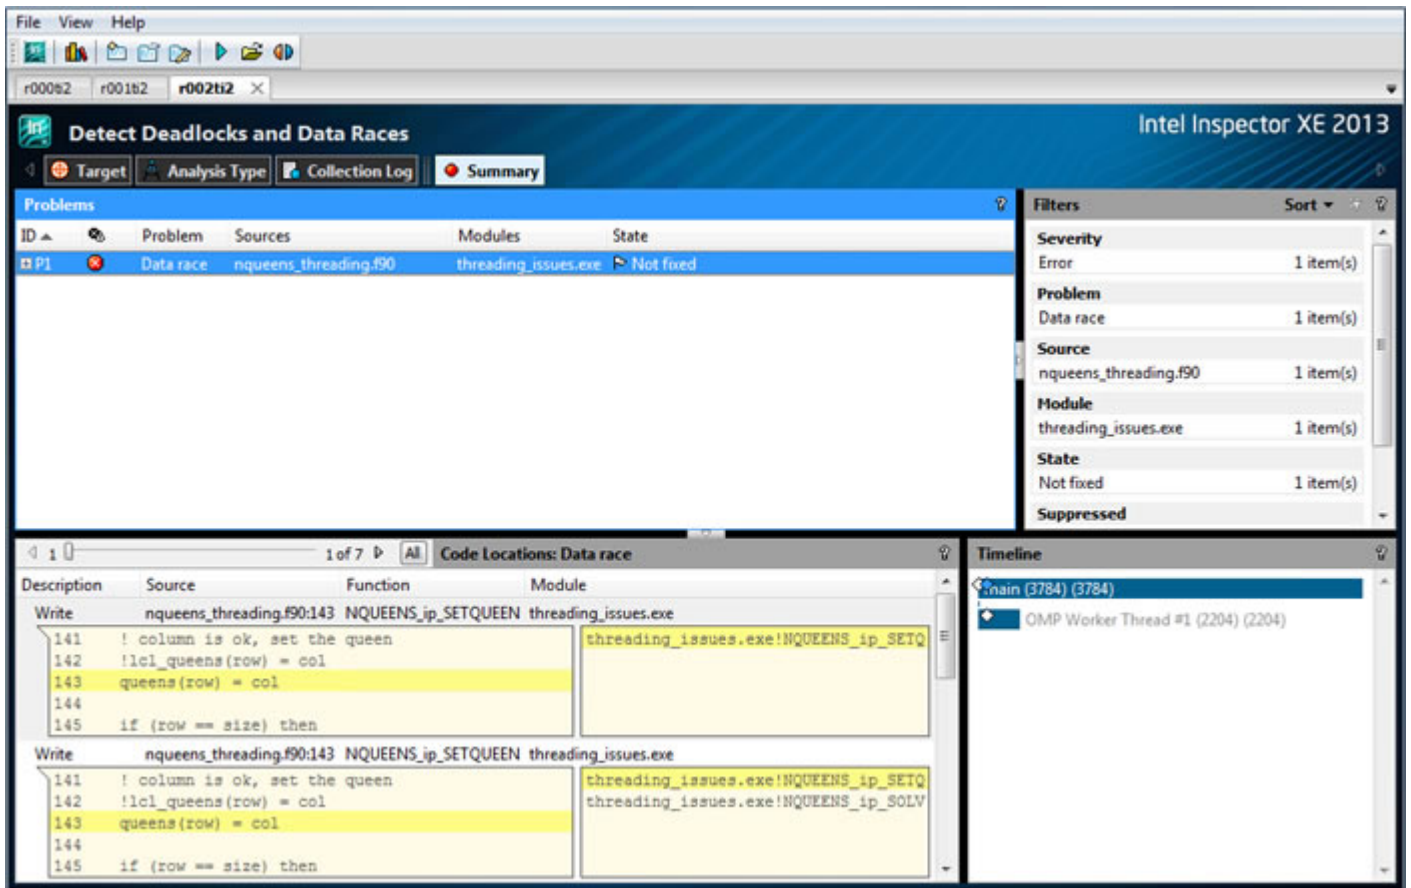 File View Help
r000ti2 r001ti2 r002ti2
Detect Deadlocks and Data Races
Intel Inspector XE 2013
Target Analysis Type Collection Log Summary
Problems
ID Problem Sources Modules State
P1 Data race nqueens_threading.f90 threading_issues.exe Not fixed
Filters Sort
Severity
Error 1 item(s)
Problem
Data race 1 item(s)
Source
nqueens_threading.f90 1 item(s)
Module
threading_issues.exe 1 item(s)
State
Not fixed 1 item(s)
Suppressed
1 1 of 7 All Code Locations: Data race
Description Source Function Module
Write nqueens_threading.f90:143 NQUEENS_ip_SETQUEEN threading_issues.exe
141 ! column is ok, set the queen threading_issues.exe!NQUEENS_ip_SETQ
142 !lcl_queens(row) = col
143 queens(row) = col
144
145 if (row == size) then
Write nqueens_threading.f90:143 NQUEENS_ip_SETQUEEN threading_issues.exe
141 ! column is ok, set the queen threading_issues.exe!NQUEENS_ip_SETQ
142 !lcl_queens(row) = col threading_issues.exe!NQUEENS_ip_SOLV
143 queens(row) = col
144
145 if (row == size) then
Timeline
main (3784) (3784)
OMP Worker Thread #1 (2204) (2204)